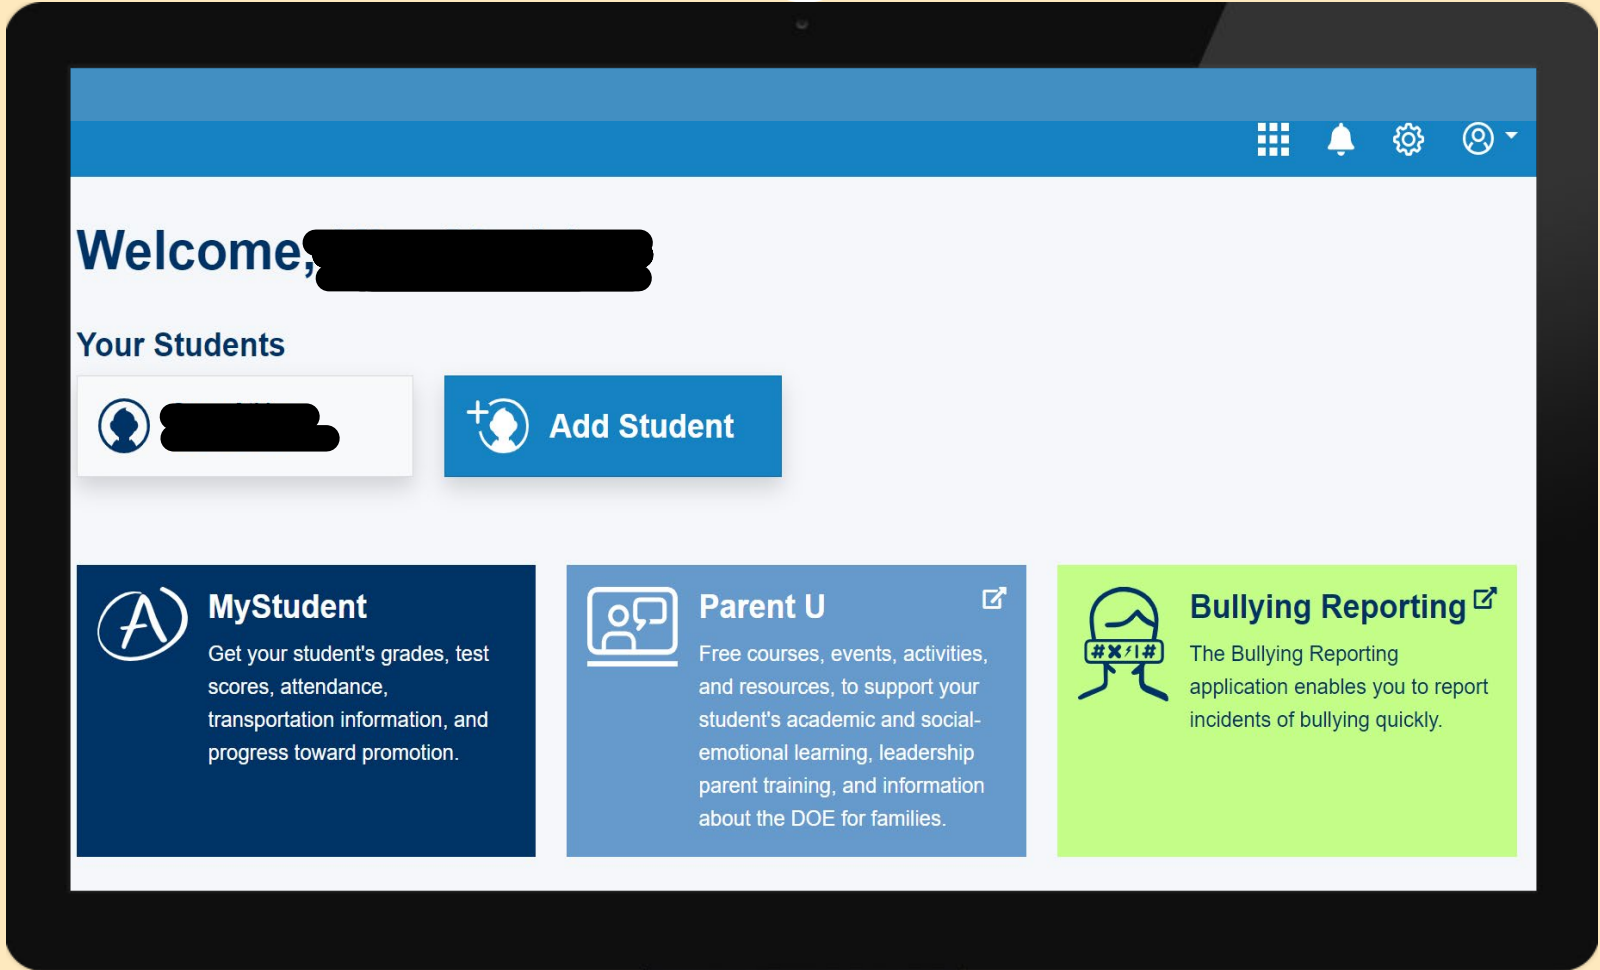 Welcome,
Your Students
Add Student
MyStudent
Get your student's grades, test
scores, attendance,
transportation information, and
progress toward promotion.
Parent U
Free courses, events, activities,
and resources, to support your
student's academic and social-
emotional learning, leadership
parent training, and information
about the DOE for families.
Bullying Reporting
#✖⚡!#
The Bullying Reporting
application enables you to report
incidents of bullying quickly.